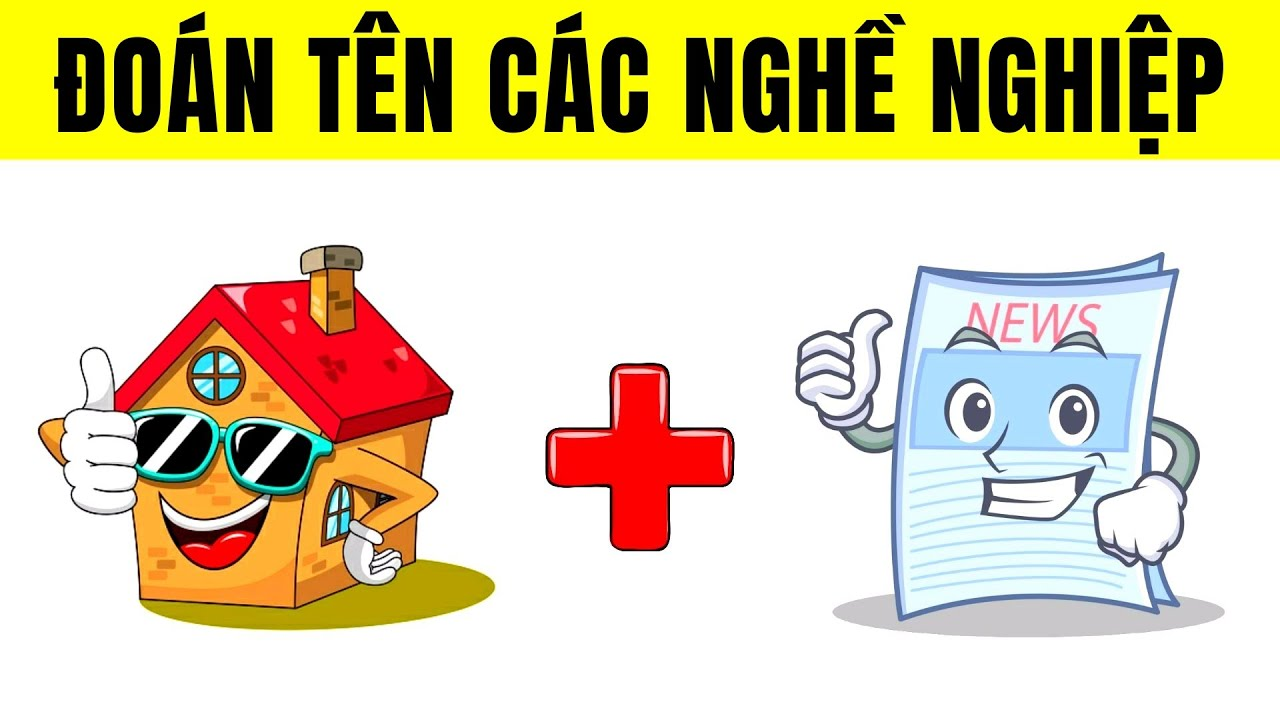 ĐOÁN TÊN CÁC NGHỀ NGHIỆP
NEWS